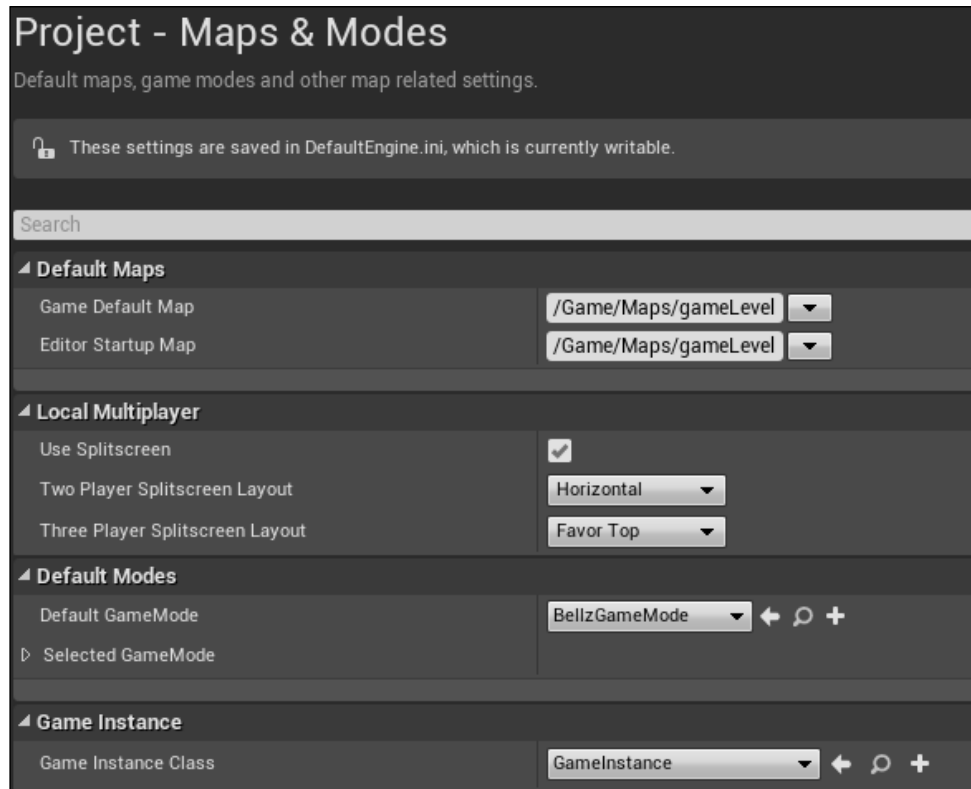 Project - Maps & Modes
Default maps, game modes and other map related settings.
These settings are saved in DefaultEngine.ini, which is currently writable.
Search
Default Maps
Game Default Map /Game/Maps/gameLevel
Editor Startup Map /Game/Maps/gameLevel
Local Multiplayer
Use Splitscreen
Two Player Splitscreen Layout Horizontal
Three Player Splitscreen Layout Favor Top
Default Modes
Default GameMode BellzGameMode
Selected GameMode
Game Instance
Game Instance Class GameInstance